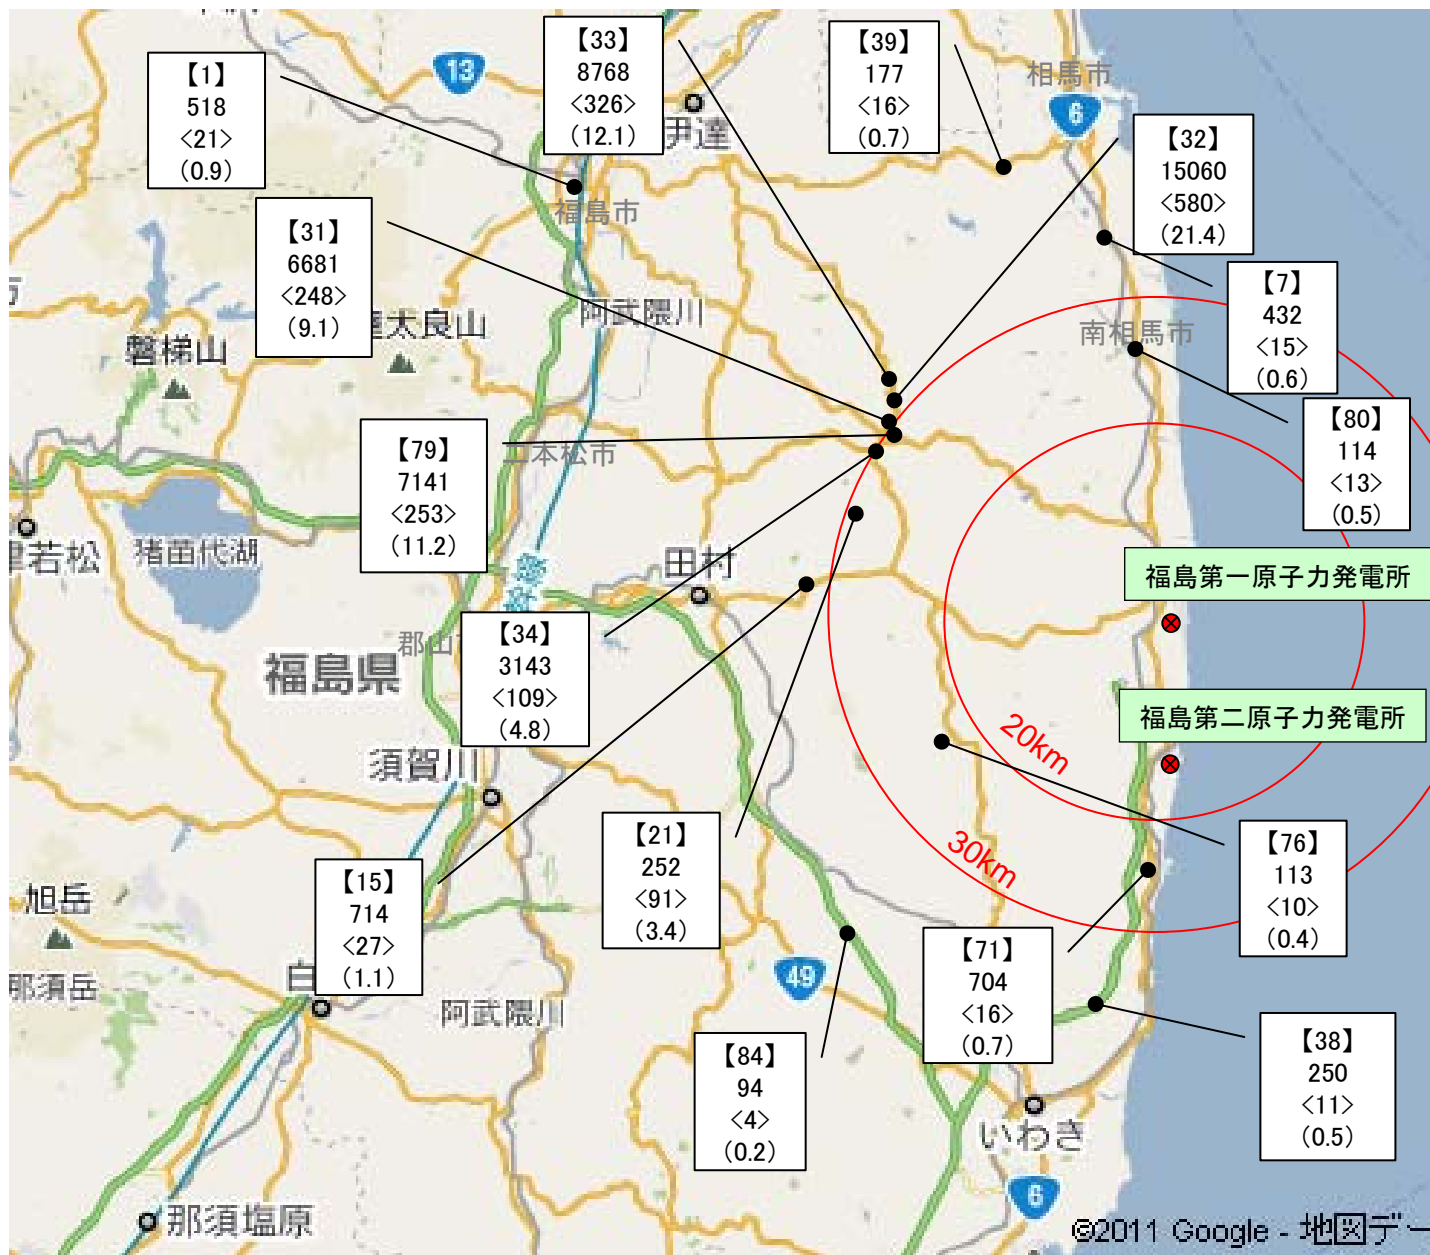 【33】
8768
<326>
(12.1)
【39】
177
<16>
(0.7)
相馬市
6
【1】
518
<21>
(0.9)
13
伊達
【32】
15060
<580>
(21.4)
福島市
【31】
6681
<248>
(9.1)
阿武隈川
太良山
磐梯山
【7】
432
<15>
(0.6)
南相馬市
【80】
114
<13>
(0.5)
【79】
7141
<253>
(11.2)
本松市
若松
猪苗代湖
田村
福島第一原子力発電所
【34】
3143
<109>
(4.8)
郡山
福島県
福島第二原子力発電所
20km
須賀川
30km
【21】
252
<91>
(3.4)
【76】
113
<10>
(0.4)
【15】
714
<27>
(1.1)
旭岳
那須岳
白
阿武隈川
49
【71】
704
<16>
(0.7)
【84】
94
<4>
(0.2)
【38】
250
<11>
(0.5)
いわき
6
那須塩原
©2011 Google - 地図デー